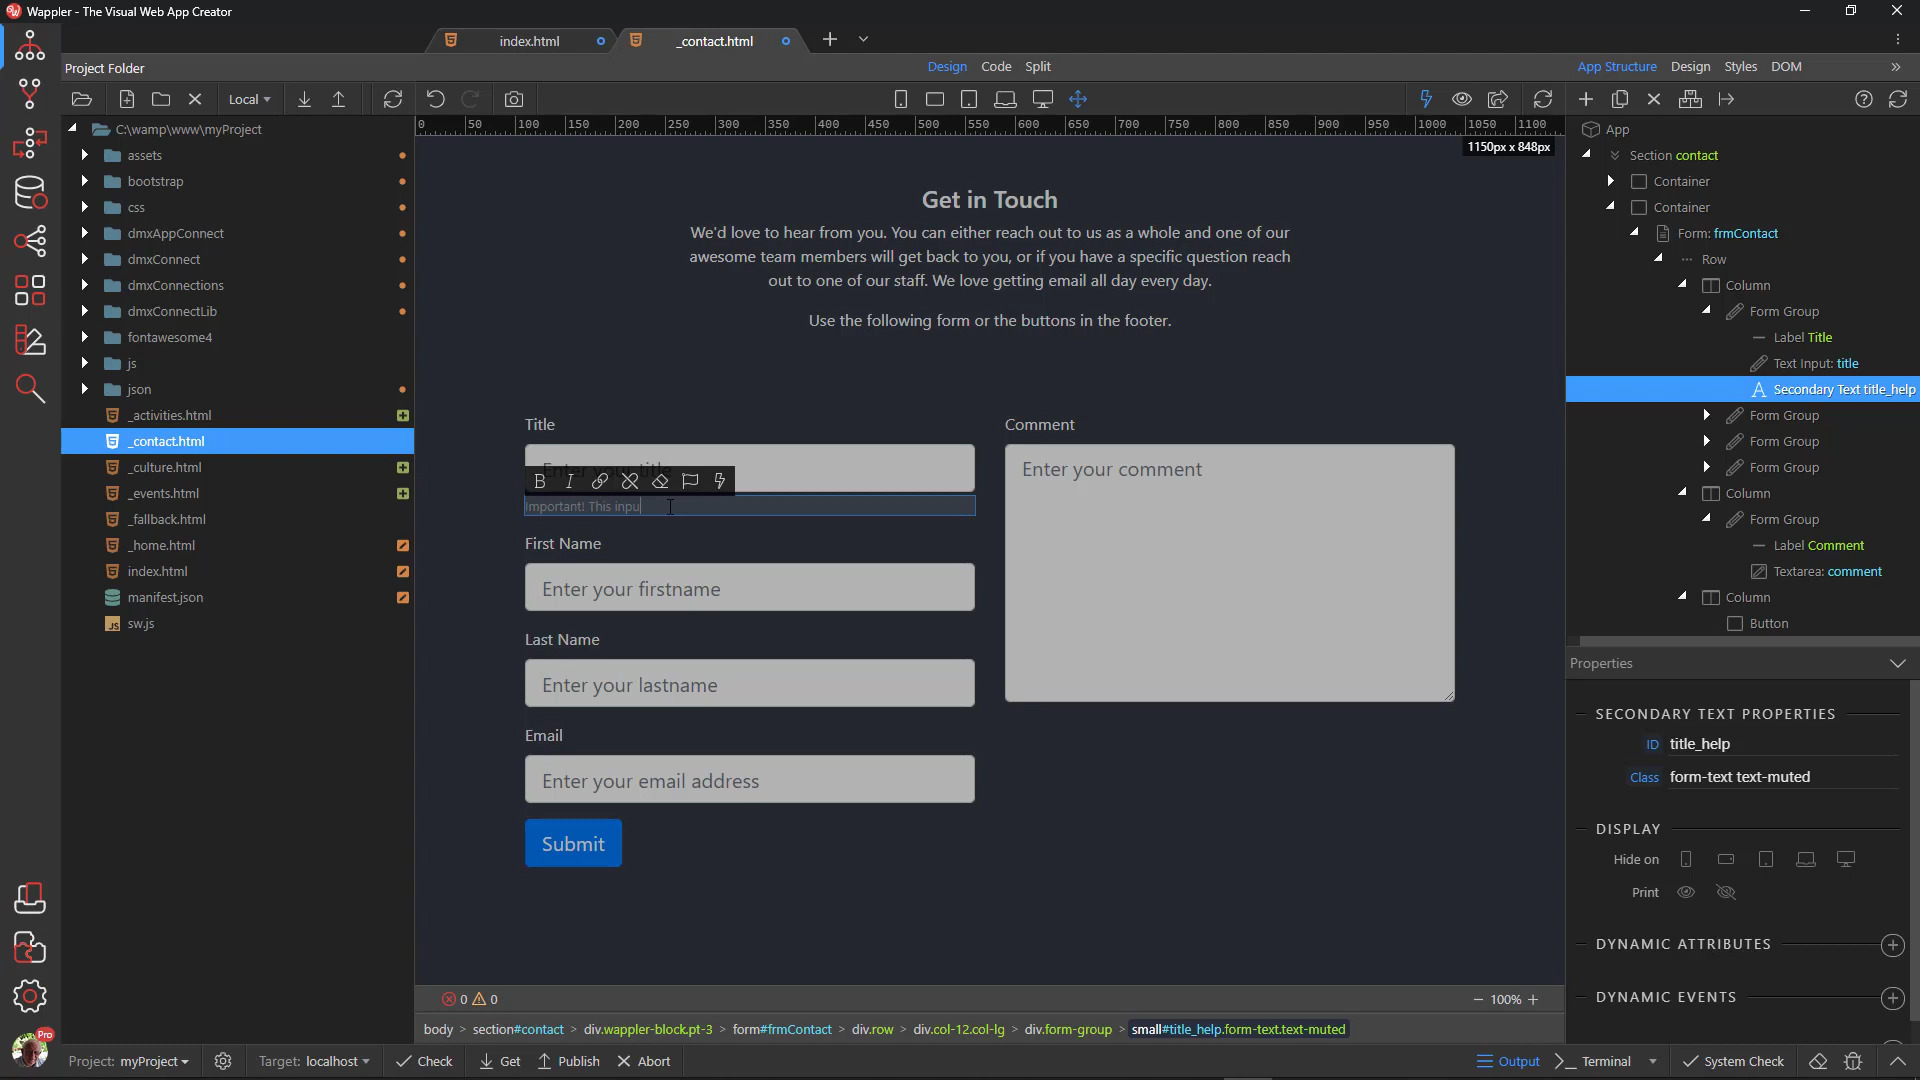 Wappler - The Visual Web App Creator
index.html
_contact.html
Project Folder
Design Code Split
App Structure Design Styles DOM
Local
0 50 100 150 200 250 300 350 400 450 500 550 600 650 700 750 800 850 900 950 1000 1050 1100
1150px x 848px
C:\wamp\www\myProject
assets
bootstrap
css
dmxAppConnect
dmxConnect
dmxConnections
dmxConnectLib
fontawesome4
js
json
_activities.html
_contact.html
_culture.html
_events.html
_fallback.html
_home.html
index.html
manifest.json
sw.js
Get in Touch
We'd love to hear from you. You can either reach out to us as a whole and one of our
awesome team members will get back to you, or if you have a specific question reach
out to one of our staff. We love getting email all day every day.
Use the following form or the buttons in the footer.
Title
Enter your title
B I
Important! This inpu
First Name
Enter your firstname
Last Name
Enter your lastname
Email
Enter your email address
Submit
Comment
Enter your comment
App
Section contact
Container
Container
Form: frmContact
Row
Column
Form Group
Label Title
Text Input: title
Secondary Text title_help
Form Group
Form Group
Form Group
Column
Form Group
Label Comment
Textarea: comment
Column
Button
Properties
SECONDARY TEXT PROPERTIES
ID title_help
Class form-text text-muted
DISPLAY
Hide on
Print
DYNAMIC ATTRIBUTES
DYNAMIC EVENTS
0 0
100%
body > section#contact > div.wappler-block.pt-3 > form#frmContact > div.row > div.col-12.col-lg > div.form-group > small#title_help.form-text.text-muted
Pro
Project: myProject
Target: localhost
Check
Get
Publish
Abort
Output
Terminal
System Check